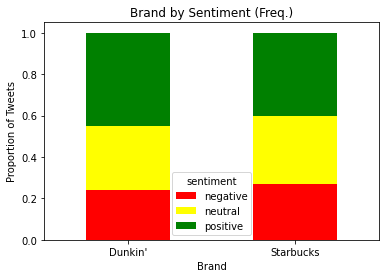 Brand by Sentiment (Freq.)
Proportion of Tweets
1.0
0.8
0.6
0.4
0.2
0.0
sentiment
negative
neutral
positive
Dunkin' Starbucks
Brand